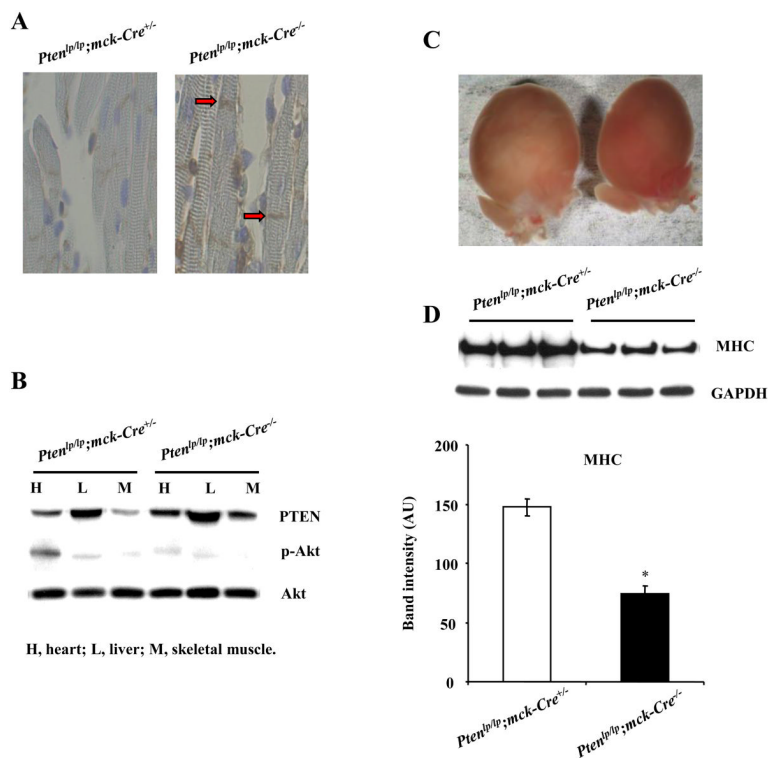 A
Pten^lp/lp;mck-Cre^+/-
Pten^lp/lp;mck-Cre^-/-
B
Pten^lp/lp;mck-Cre^+/-
Pten^lp/lp;mck-Cre^-/-
H L M H L M
PTEN
p-Akt
Akt
H, heart; L, liver; M, skeletal muscle.
C
D
Pten^lp/lp;mck-Cre^+/-
Pten^lp/lp;mck-Cre^-/-
MHC
GAPDH
MHC
Band intensity (AU)
200
150
100
50
0
*
Pten^lp/lp;mck-Cre^+/-
Pten^lp/lp;mck-Cre^-/-